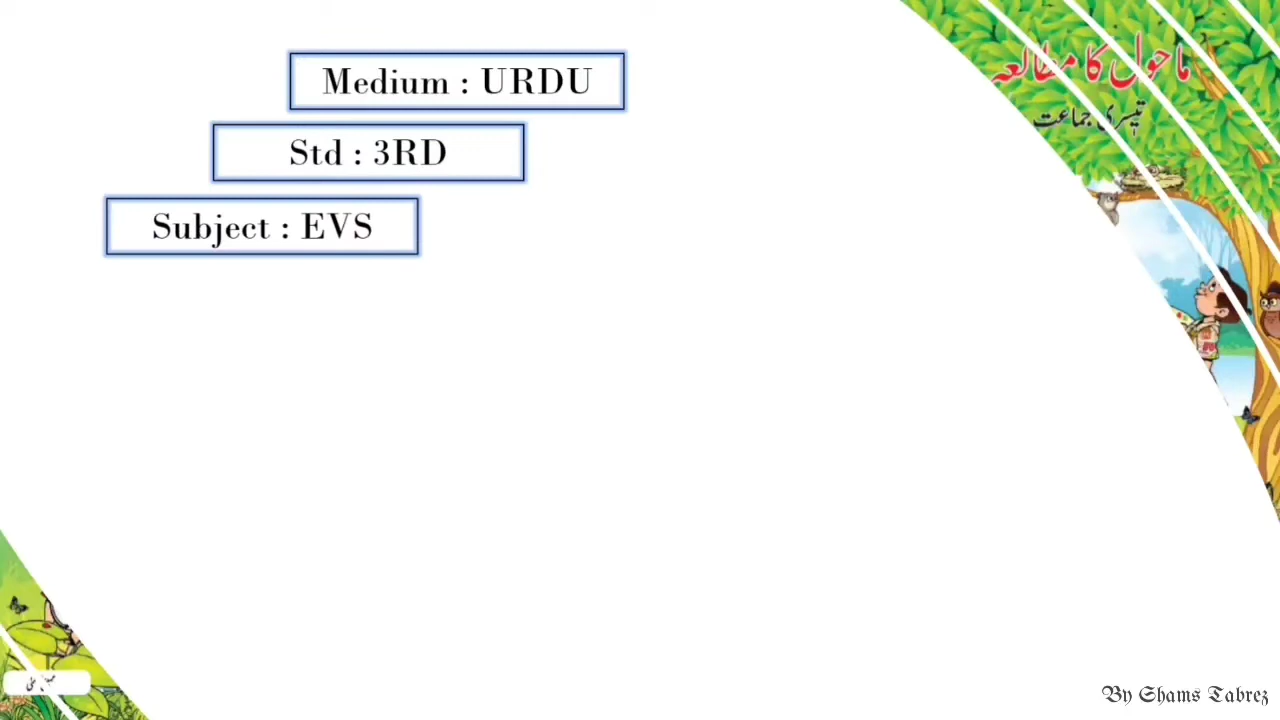 Medium : URDU
Std : 3RD
Subject : EVS
ماحول کا مطالعہ
تیسری جماعت
By Shams Tabrez